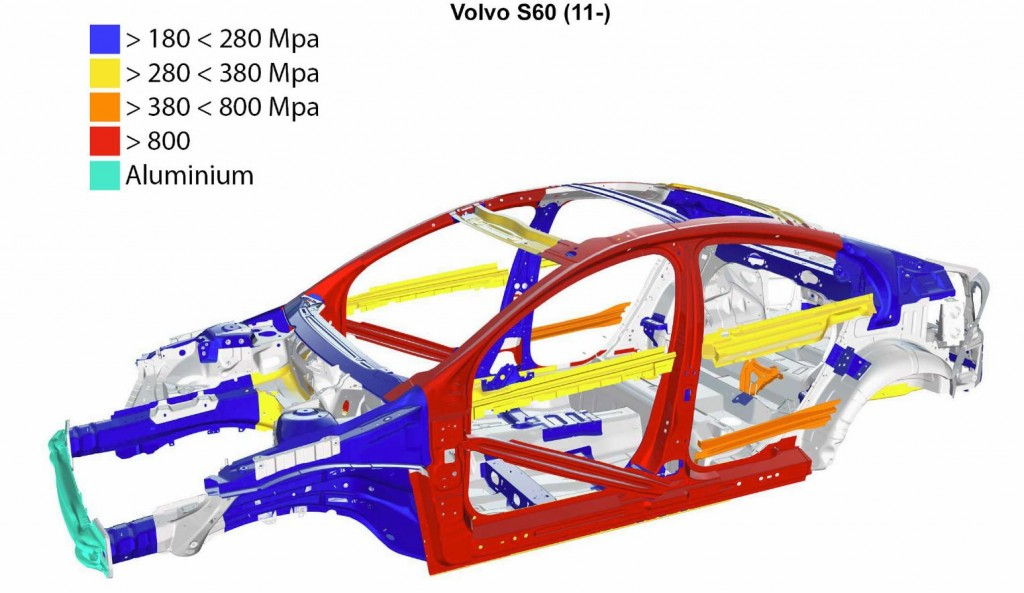 Volvo S60 (11-)
> 180 < 280 Mpa
> 280 < 380 Mpa
> 380 < 800 Mpa
> 800
Aluminium